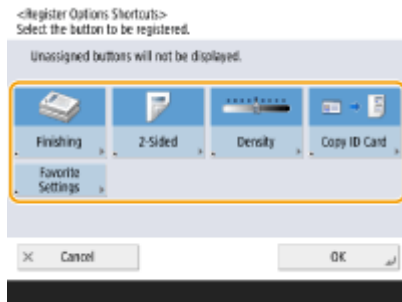 <Register Options Shortcuts>
Select the button to be registered.
Unassigned buttons will not be displayed.
Finishing
2-Sided
Density
Copy ID Card
Favorite
Settings
Cancel
OK